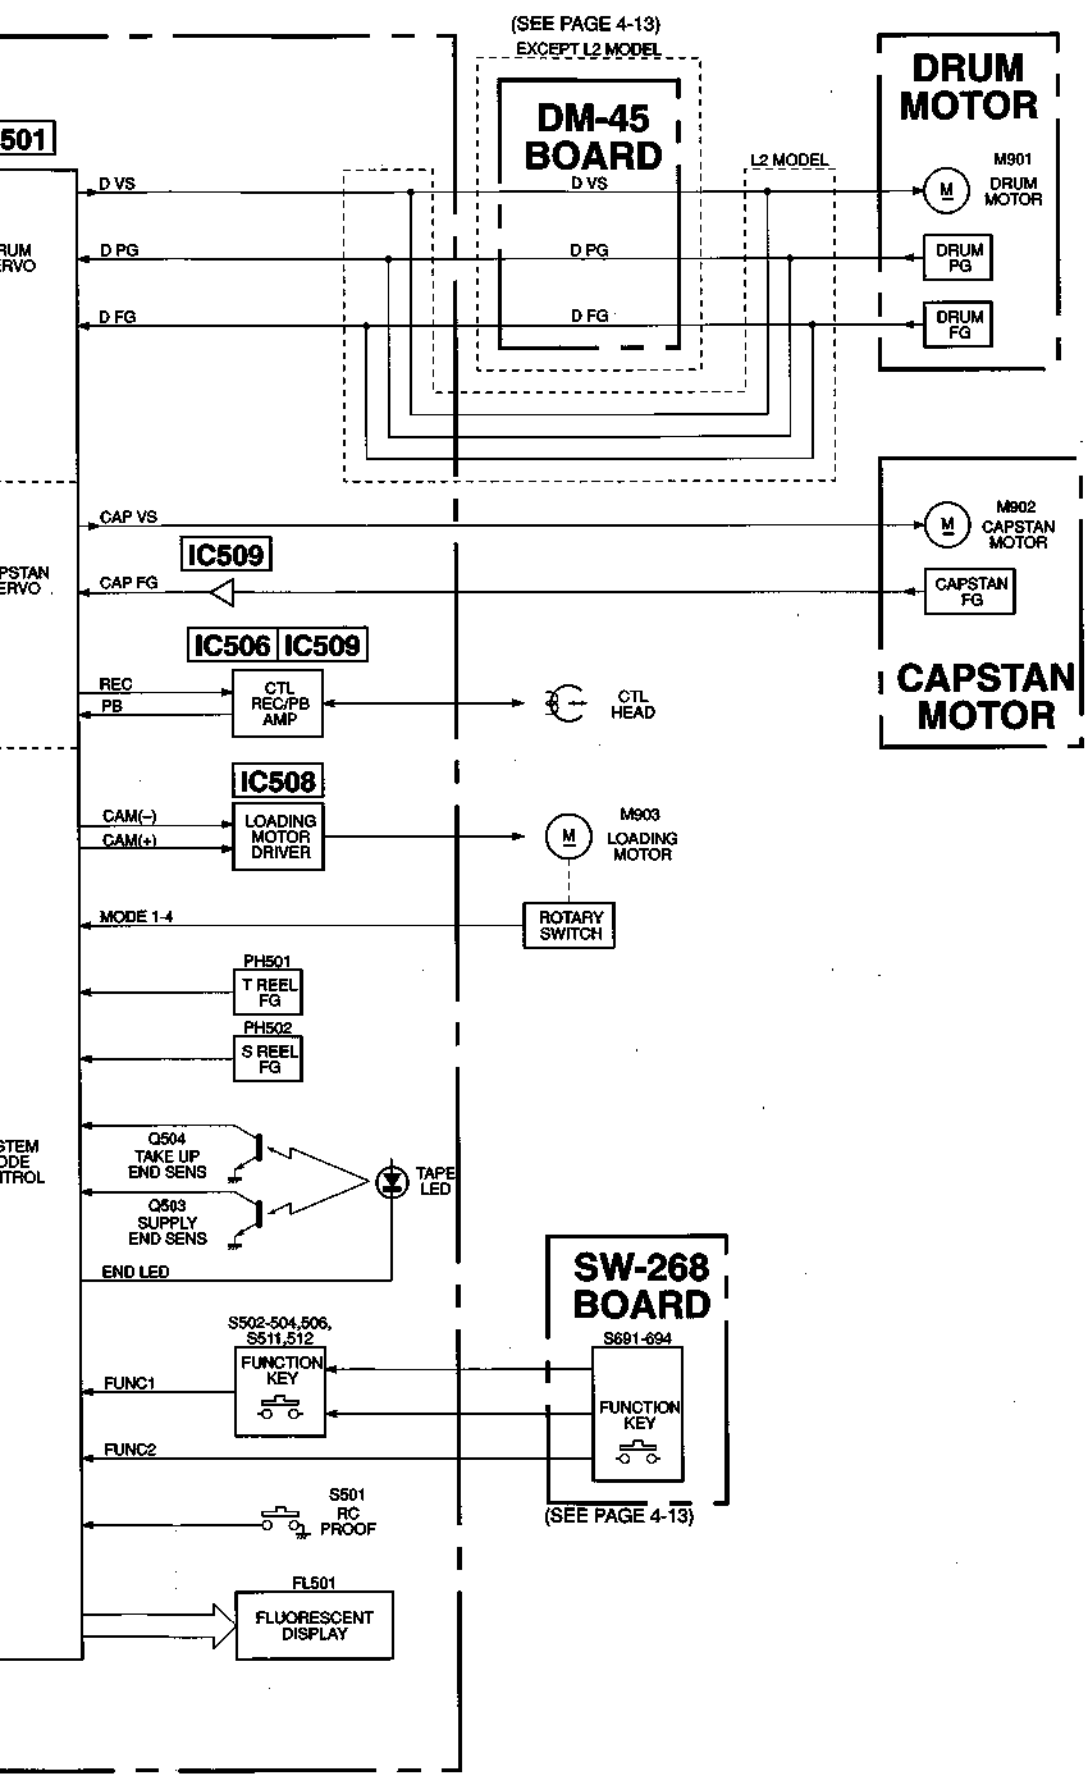 (SEE PAGE 4-13)
EXCEPT L2 MODEL
DM-45
BOARD
DRUM
MOTOR
501
L2 MODEL
M901
DRUM
MOTOR
M
D VS
D VS
RUM
ERVO
D PG
D PG
DRUM
PG
D FG
D FG
DRUM
FG
CAP VS
M
M902
CAPSTAN
MOTOR
IC509
PSTAN
ERVO
CAP FG
CAPSTAN
FG
IC506 IC509
REC
PB
CTL
REC/PB
AMP
CTL
HEAD
CAPSTAN
MOTOR
IC508
CAM(–)
CAM(+)
LOADING
MOTOR
DRIVER
M
M903
LOADING
MOTOR
MODE 1-4
ROTARY
SWITCH
PH501
T REEL
FG
PH502
S REEL
FG
STEM
ODE
NTROL
Q504
TAKE UP
END SENS
TAPE
LED
Q503
SUPPLY
END SENS
END LED
SW-268
BOARD
S502-504,506,
S511,512
FUNCTION
KEY
S691-694
FUNCTION
KEY
FUNC1
FUNC2
(SEE PAGE 4-13)
S501
RC
PROOF
FL501
FLUORESCENT
DISPLAY